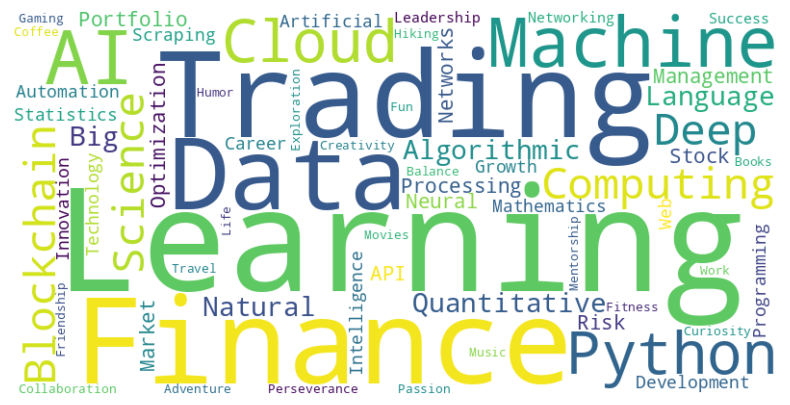 Gaming
Coffee
Portfolio
Scraping
Artificial
Leadership
Hiking
Networking
Success
AI
Cloud
Machine
Trading
Networks
Management
Language
Automation
Statistics
Big
Optimization
Humor
Exploration
Fun
Deep
Science
Blockchain
Innovation
Technology
Data
Career
Creativity
Algorithmic
Balance
Growth
Stock
Books
Processing
Computing
Neural
Mathematics
Web
Learning
Life
Movies
Mentorship
Travel
API
Work
Programming
Friendship
Finance
Market
Natural
Intelligence
Quantitative
Fitness
Risk
Python
Curiosity
Music
Development
Collaboration
Adventure
Perseverance
Passion